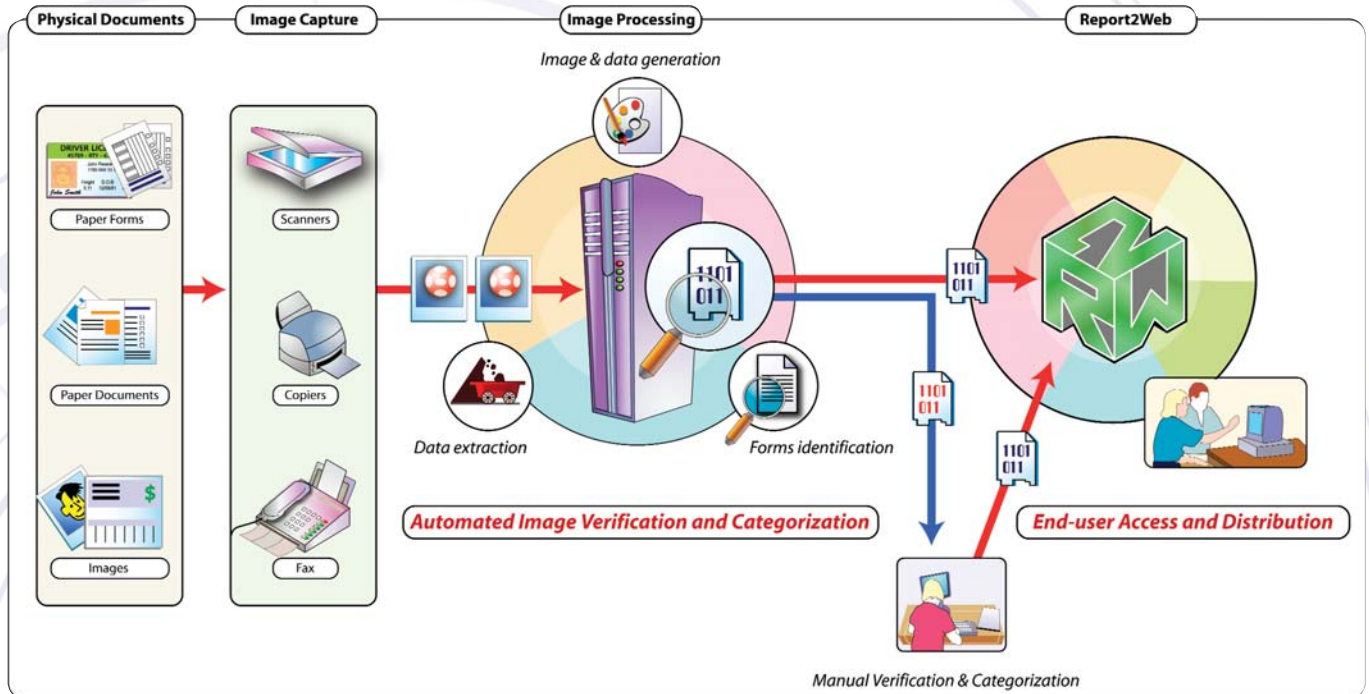 Physical Documents
Image Capture
Image Processing
Report2Web
Image & data generation
DRIVER LIC
John Smith
Paper Forms
Scanners
1101
011
1101
011
Paper Documents
Copiers
1101
011
1101
011
Data extraction
Forms identification
$
Automated Image Verification and Categorization
End-user Access and Distribution
Images
Fax
Manual Verification & Categorization